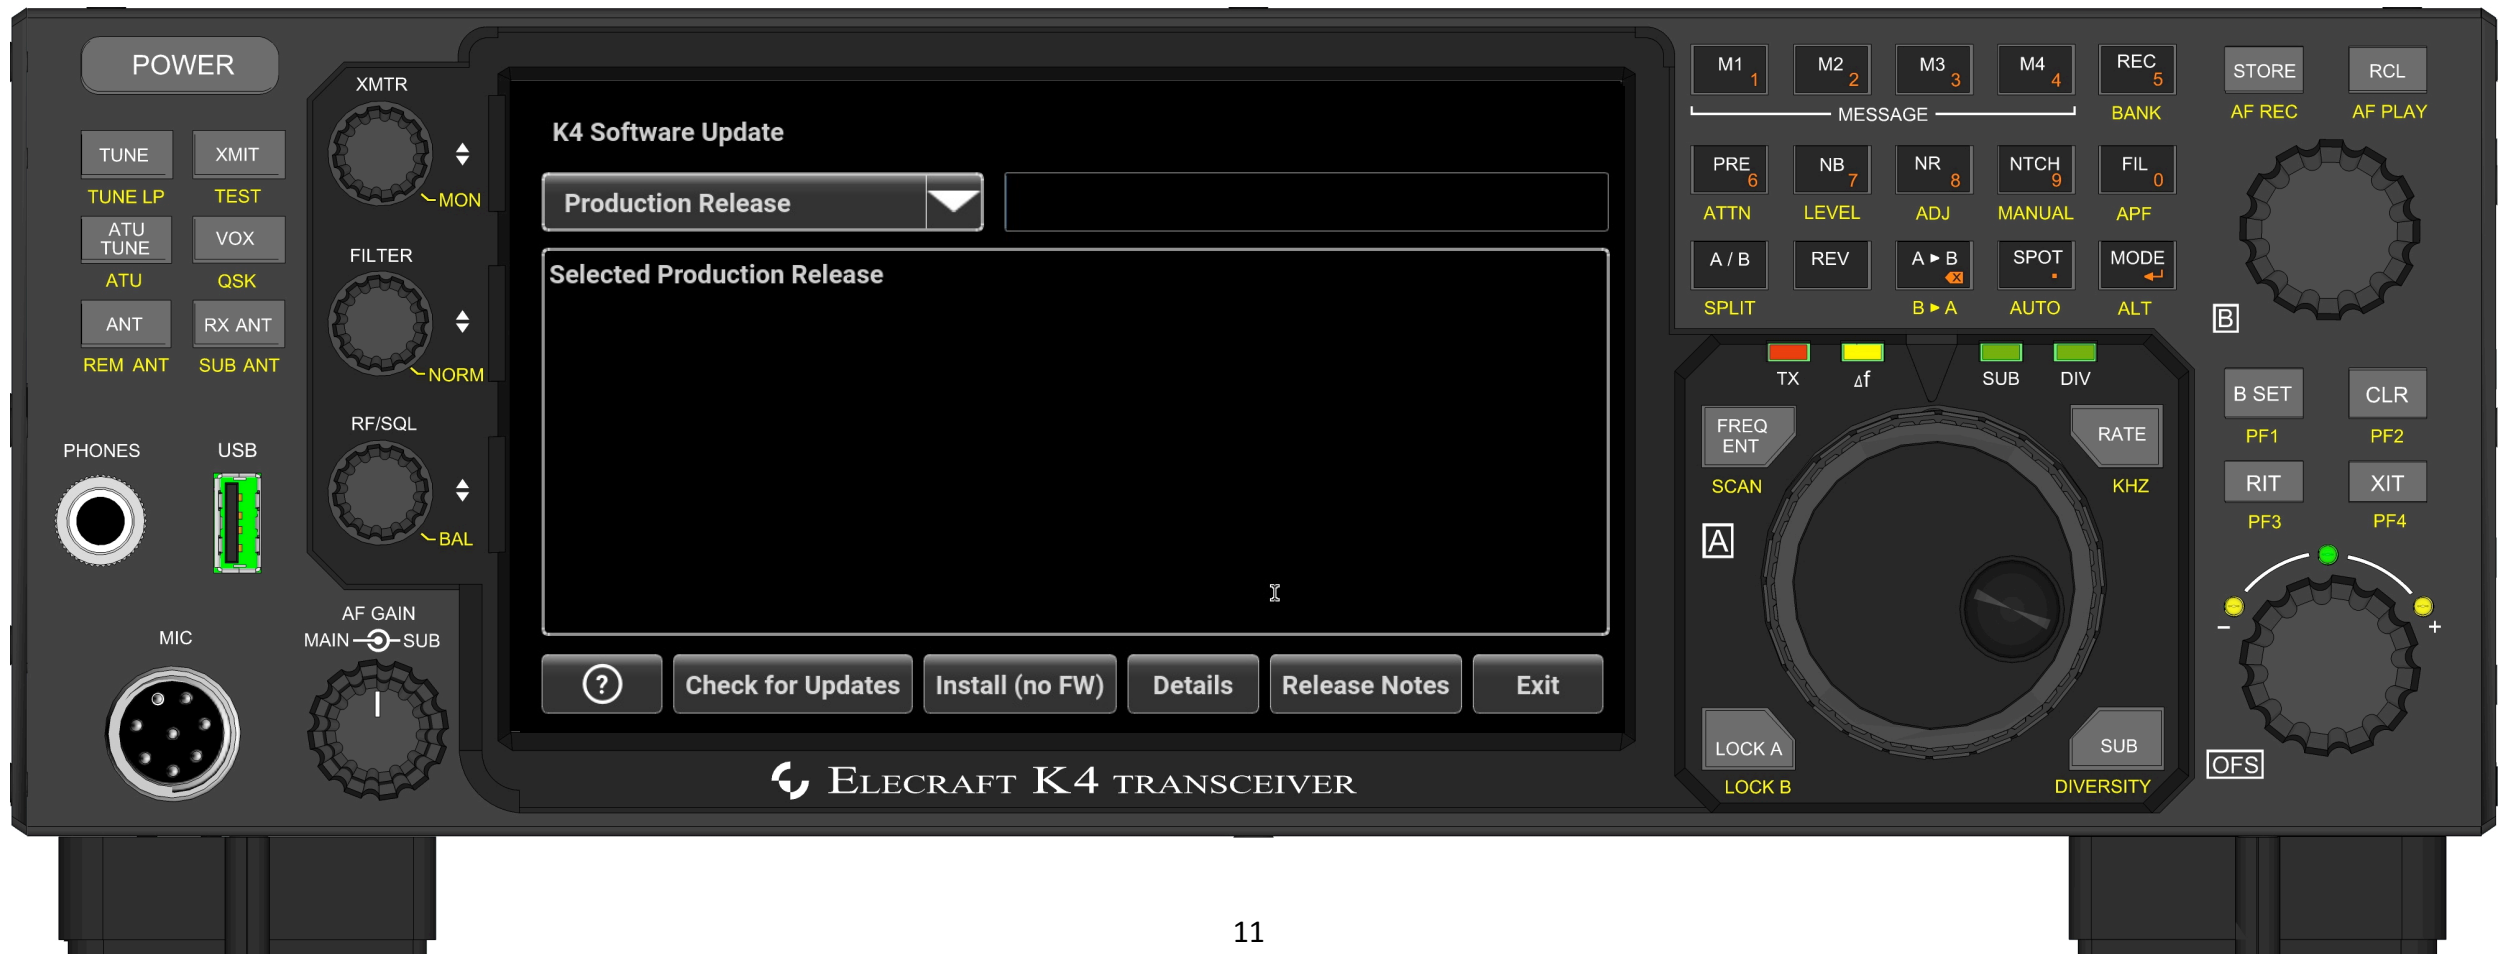 POWER
TUNE
XMIT
TUNE LP
TEST
ATU
TUNE
VOX
ATU
QSK
ANT
RX ANT
REM ANT
SUB ANT
PHONES
USB
MIC
XMTR
MON
FILTER
NORM
RF/SQL
BAL
AF GAIN
MAIN
SUB
K4 Software Update
Production Release
Selected Production Release
?
Check for Updates
Install (no FW)
Details
Release Notes
Exit
ELECRAFT K4 TRANSCEIVER
M1 1
M2 2
M3 3
M4 4
REC 5
MESSAGE
BANK
PRE 6
NB 7
NR 8
NTCH 9
FIL 0
ATTN
LEVEL
ADJ
MANUAL
APF
A / B
REV
A ▸ B
SPOT .
MODE
SPLIT
B ▸ A
AUTO
ALT
STORE
RCL
AF REC
AF PLAY
B
TX
Δf
SUB
DIV
FREQ
ENT
RATE
SCAN
KHZ
A
LOCK A
SUB
LOCK B
DIVERSITY
B SET
CLR
PF1
PF2
RIT
XIT
PF3
PF4
−
+
OFS
11